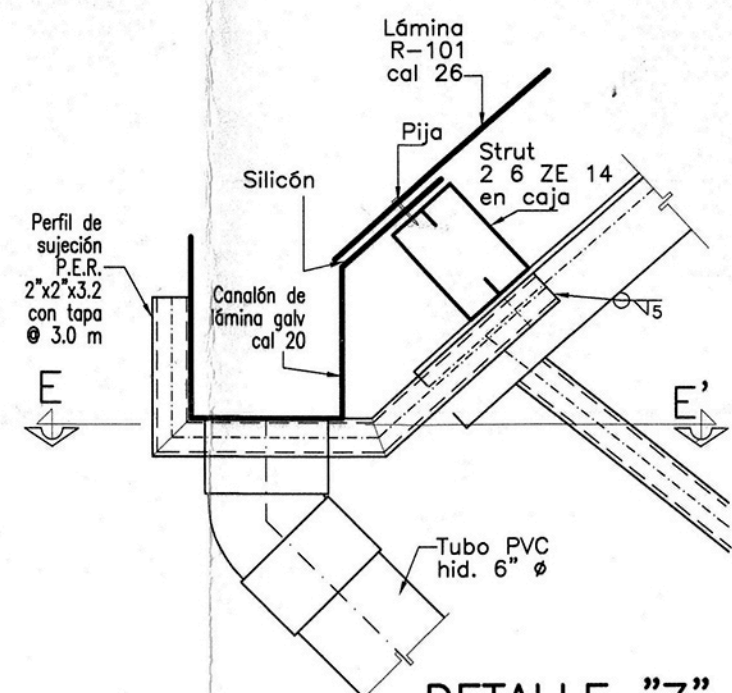 Lámina
R-101
cal 26
Pija
Strut
2 6 ZE 14
en caja
Silicón
Perfil de
sujeción
P.E.R.
2"x2"x3.2
con tapa
@ 3.0 m
Canalón de
lámina galv
cal 20
5
E
E'
Tubo PVC
hid. 6" ø
DETALLE "7"